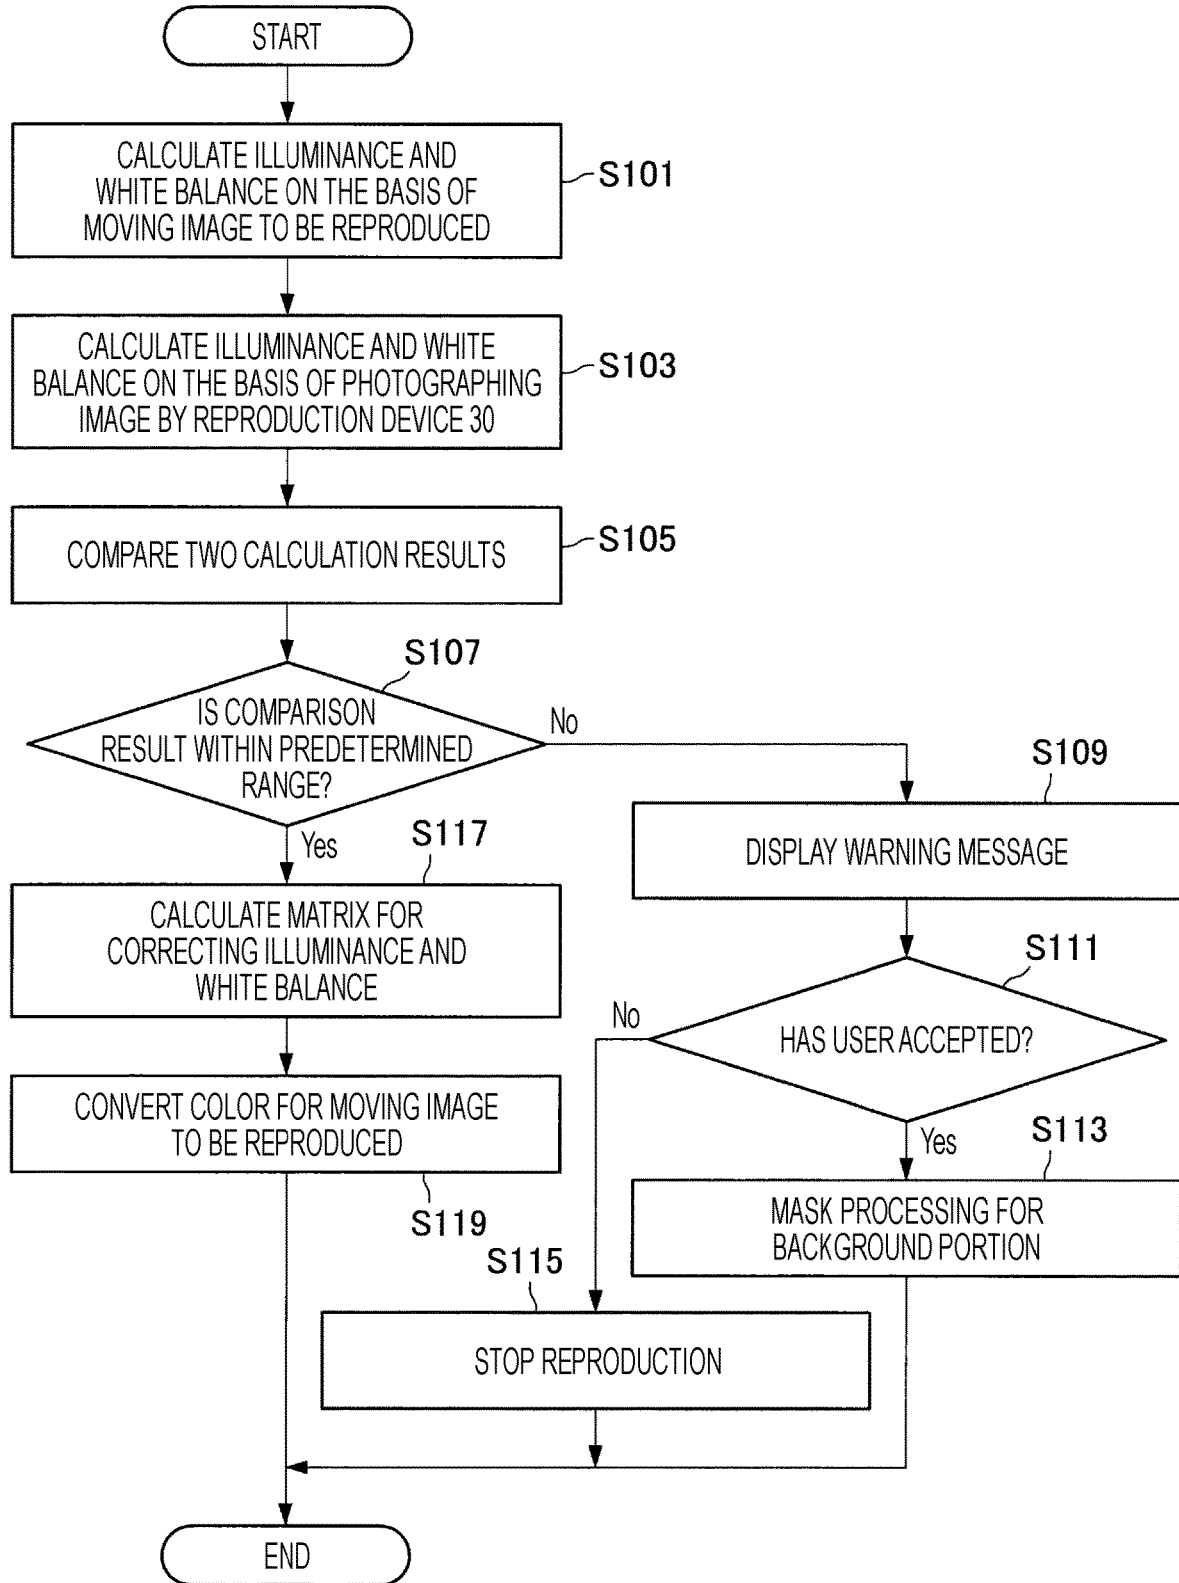 START
CALCULATE ILLUMINANCE AND
WHITE BALANCE ON THE BASIS OF
MOVING IMAGE TO BE REPRODUCED
S101
CALCULATE ILLUMINANCE AND WHITE
BALANCE ON THE BASIS OF PHOTOGRAPHING
IMAGE BY REPRODUCTION DEVICE 30
S103
COMPARE TWO CALCULATION RESULTS
S105
S107
IS COMPARISON
RESULT WITHIN PREDETERMINED
RANGE?
No
Yes
S109
DISPLAY WARNING MESSAGE
S117
CALCULATE MATRIX FOR
CORRECTING ILLUMINANCE AND
WHITE BALANCE
S111
HAS USER ACCEPTED?
No
Yes
CONVERT COLOR FOR MOVING IMAGE
TO BE REPRODUCED
S119
S113
MASK PROCESSING FOR
BACKGROUND PORTION
S115
STOP REPRODUCTION
END